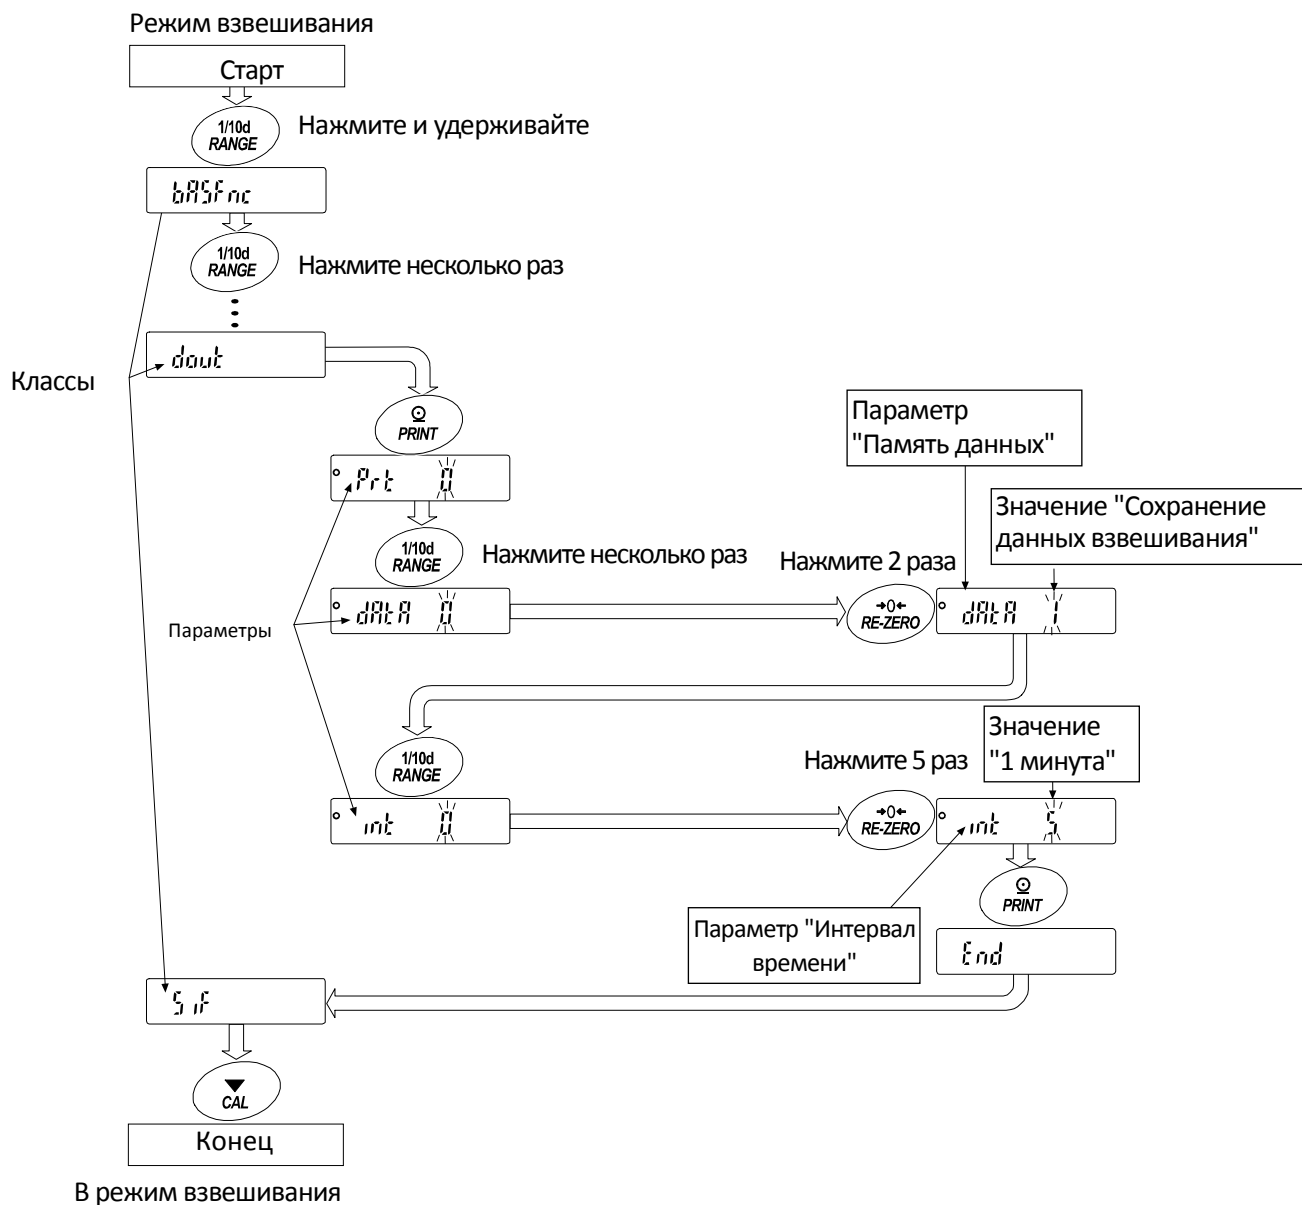 Режим взвешивания
Старт
1/10d
RANGE
Нажмите и удерживайте
bASFnc
1/10d
RANGE
Нажмите несколько раз
dout
Классы
PRINT
Параметр
"Память данных"
Prt 0
Значение "Сохранение
данных взвешивания"
1/10d
RANGE
Нажмите несколько раз
Нажмите 2 раза
dAtA 0
→0←
RE-ZERO
dAtA 1
Параметры
1/10d
RANGE
Нажмите 5 раз
Значение
"1 минута"
int 0
→0←
RE-ZERO
int 5
PRINT
Параметр "Интервал
времени"
End
SiF
CAL
Конец
В режим взвешивания